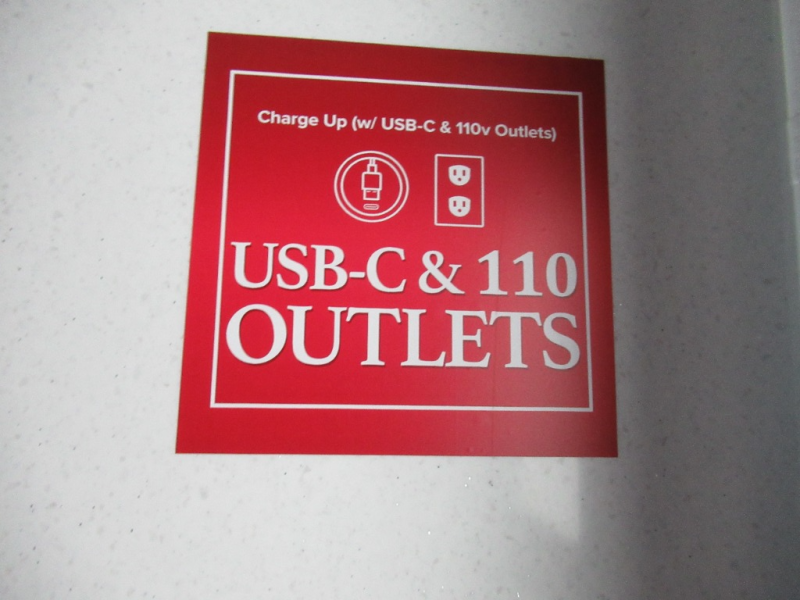 Charge Up (w/ USB-C & 110v Outlets)
USB-C & 110
OUTLETS